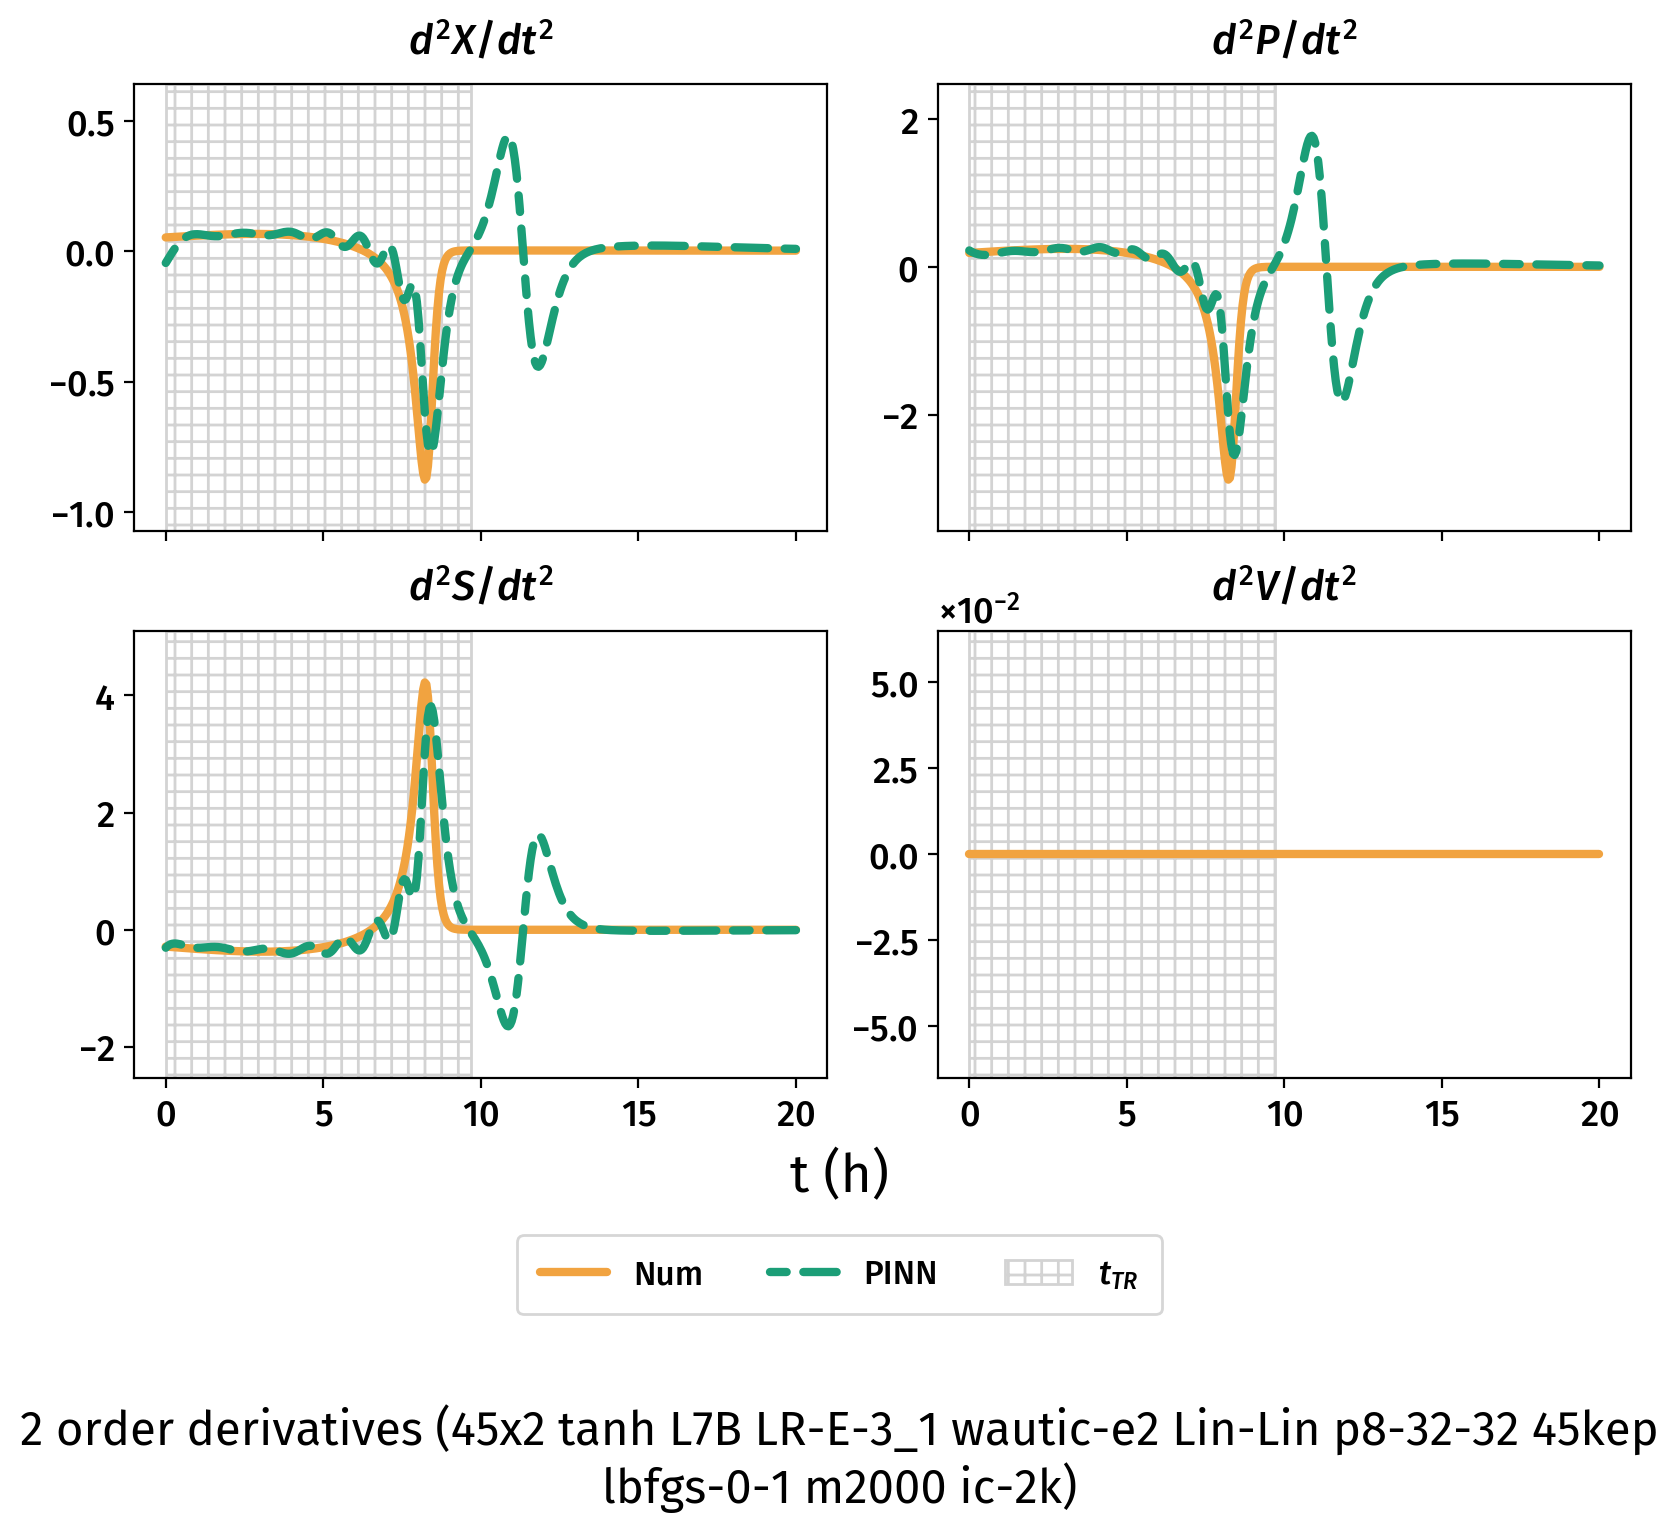 d²X/dt²
d²P/dt²
0.5
0.0
−0.5
−1.0
2
0
−2
d²S/dt²
d²V/dt²
×10⁻²
4
2
0
−2
5.0
2.5
0.0
−2.5
−5.0
0 5 10 15 20
0 5 10 15 20
t (h)
Num PINN t_TR
2 order derivatives (45x2 tanh L7B LR-E-3_1 wautic-e2 Lin-Lin p8-32-32 45kep
lbfgs-0-1 m2000 ic-2k)